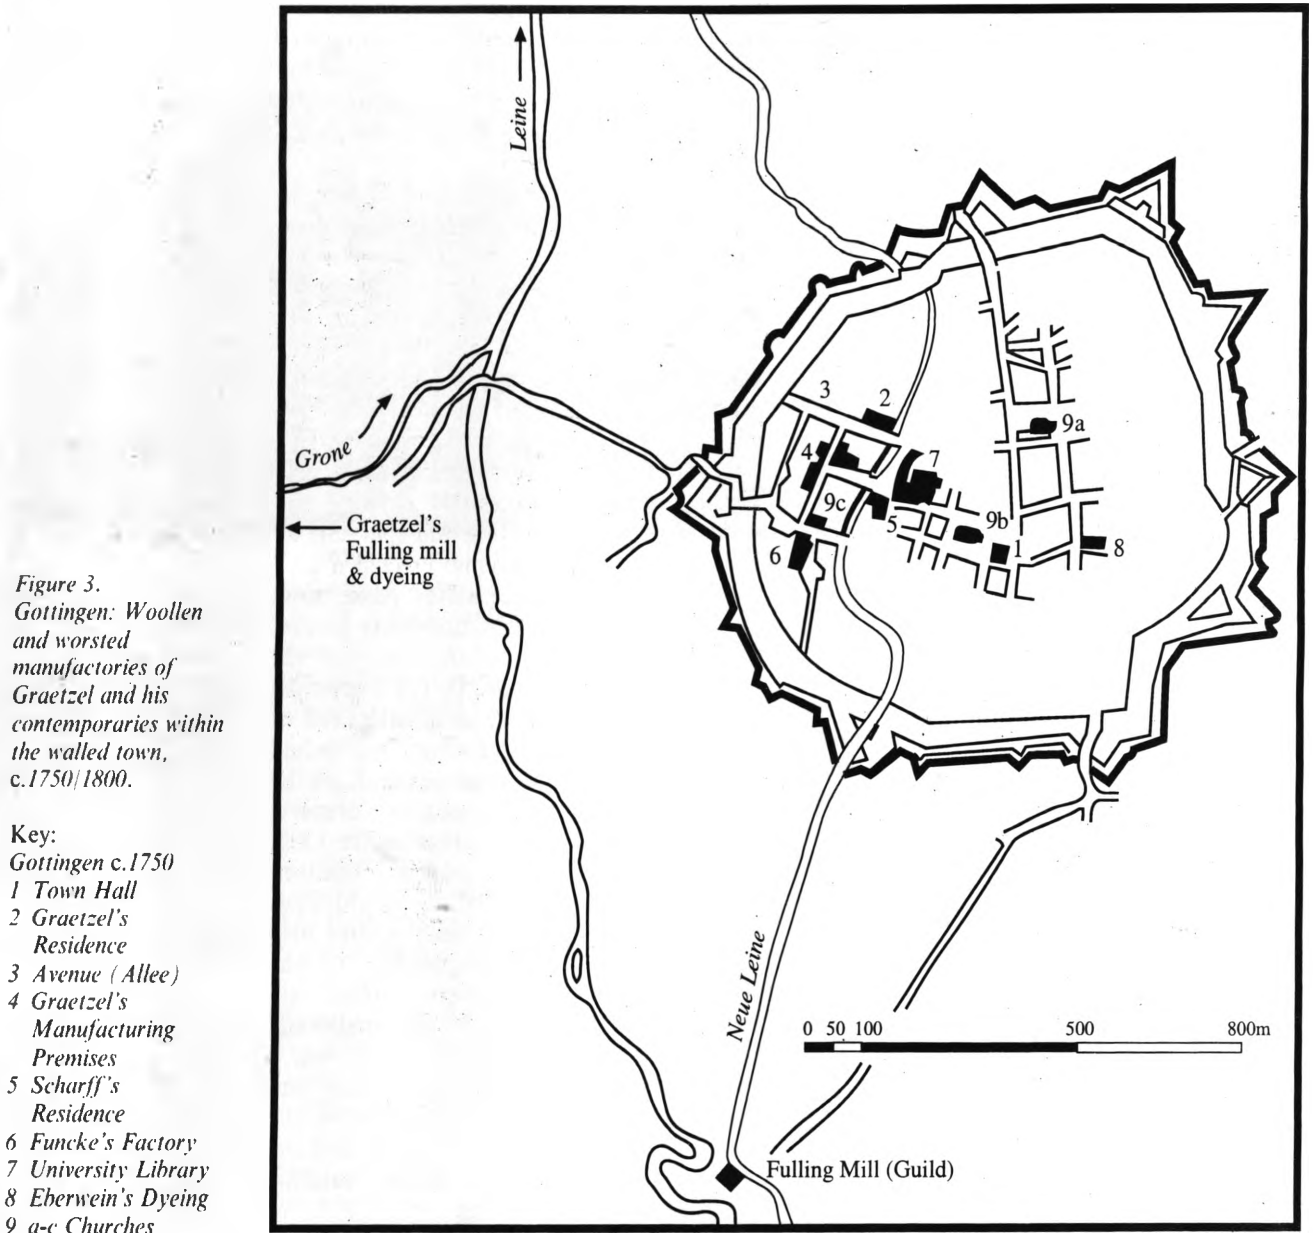 Figure 3.
Gottingen: Woollen
and worsted
manufactories of
Graetzel and his
contemporaries within
the walled town,
c.1750/1800.
Key:
Gottingen c.1750
1 Town Hall
2 Graetzel's
Residence
3 Avenue (Allee)
4 Graetzel's
Manufacturing
Premises
5 Scharff's
Residence
6 Funcke's Factory
7 University Library
8 Eberwein's Dyeing
9 a-c Churches
Leine
Grone
Graetzel's
Fulling mill
& dyeing
3
2
4
7
9a
9c
5
9b
1
8
6
Neue Leine
0 50 100 500 800m
Fulling Mill (Guild)